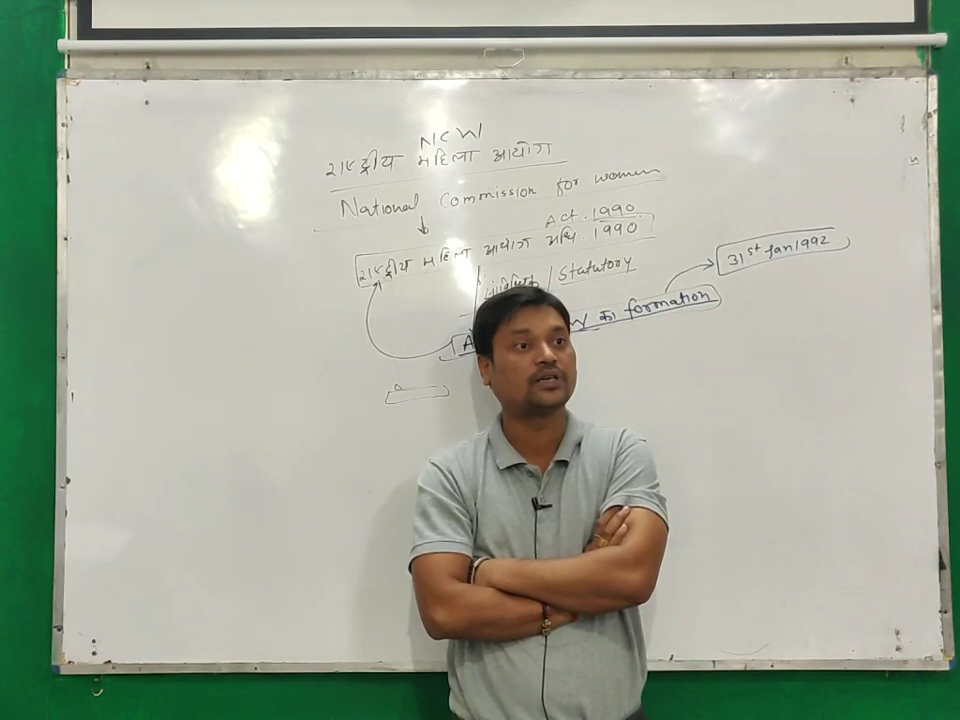 NCW
राष्ट्रीय महिला आयोग
National Commission for women
Act. 1990
राष्ट्रीय महिला आयोग अधि. 1990
Statutory
31st Jan 1992
W का formation
A